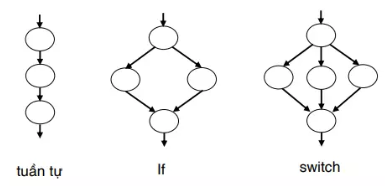 tuần tự
If
switch